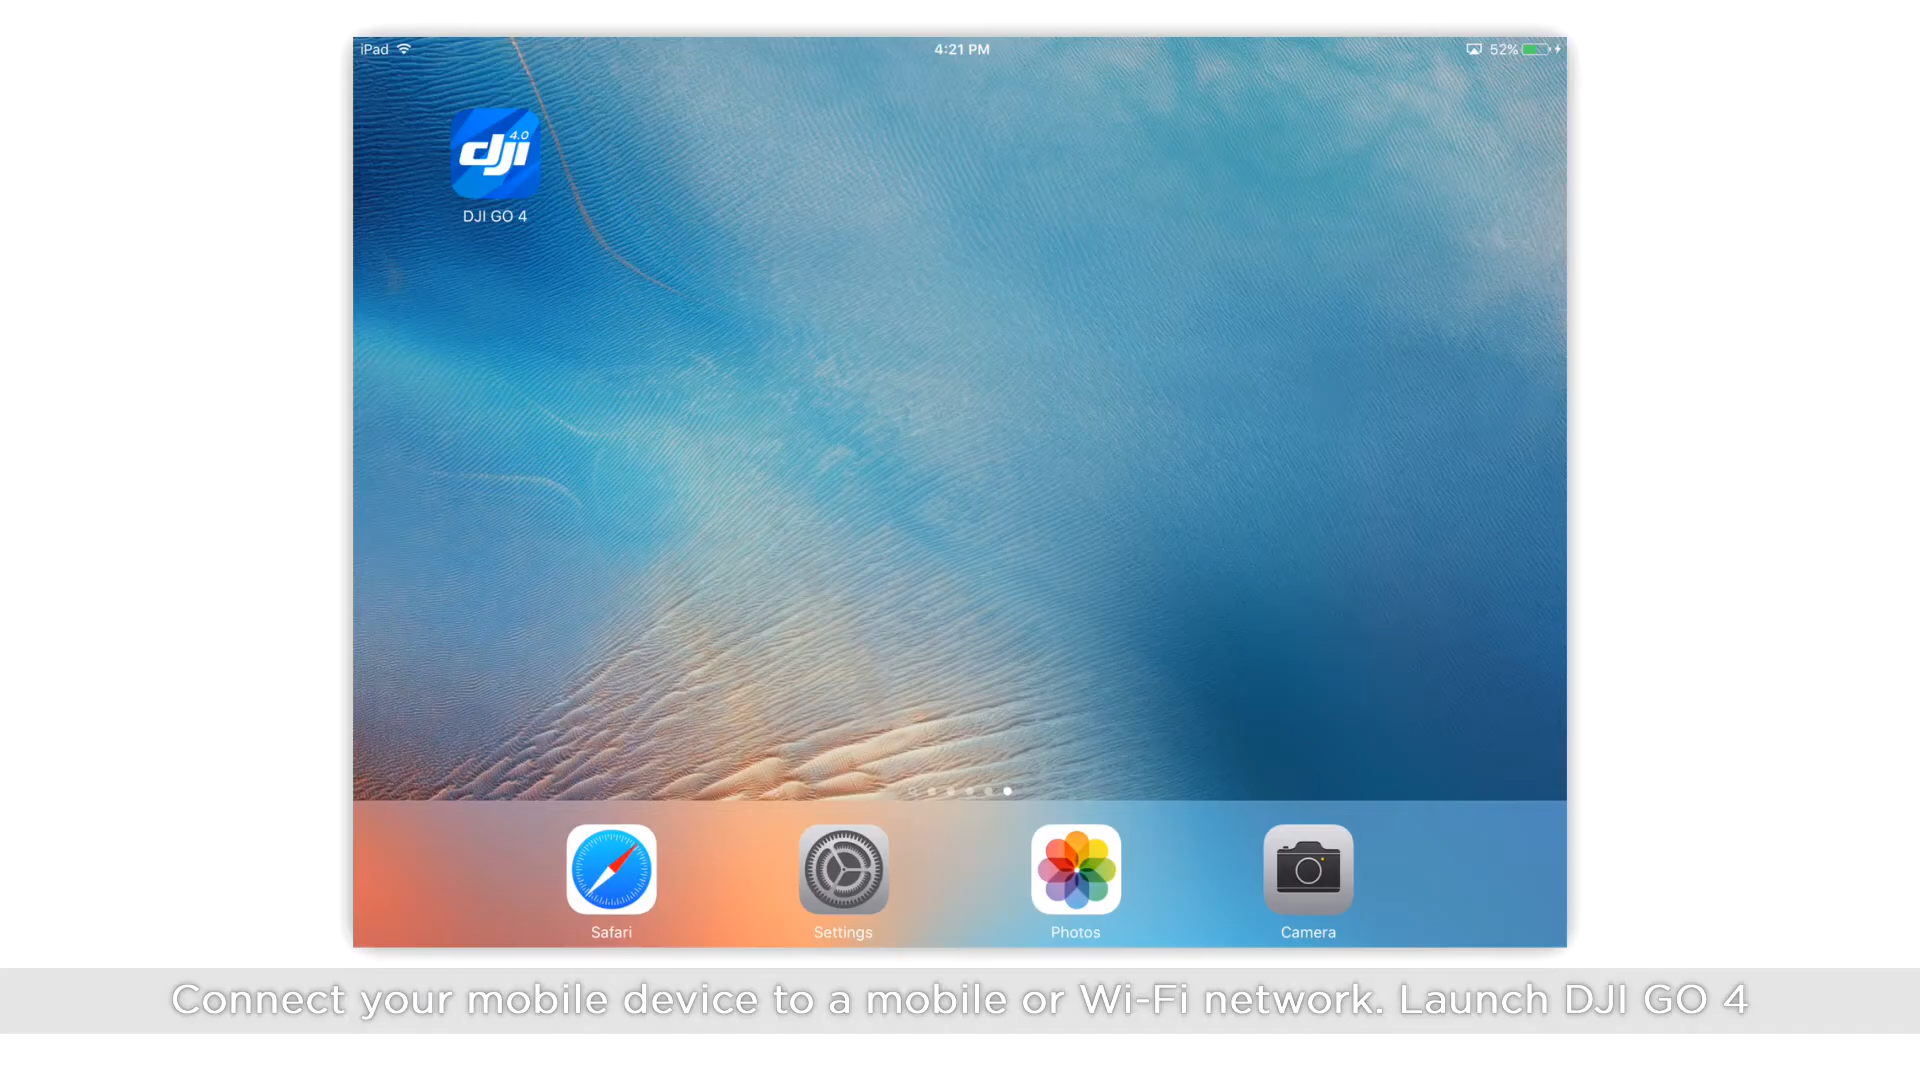 iPad
4:21 PM
52%
4.0
dji
DJI GO 4
Safari
Settings
Photos
Camera
Connect your mobile device to a mobile or Wi-Fi network. Launch DJI GO 4